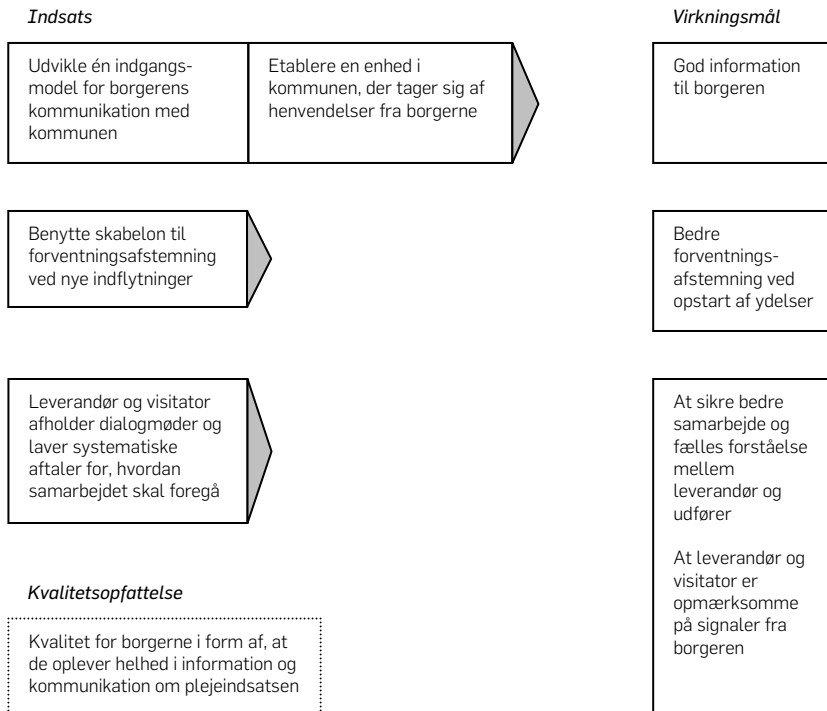 Indsats
Virkningsmål
Udvikle én indgangs-
model for borgerens
kommunikation med
kommunen
Etablere en enhed i
kommunen, der tager sig af
henvendelser fra borgerne
God information
til borgeren
Benytte skabelon til
forventningsafstemning
ved nye indflytninger
Bedre
forventnings-
afstemning ved
opstart af ydelser
Leverandør og visitator
afholder dialogmøder og
laver systematiske
aftaler for, hvordan
samarbejdet skal foregå
At sikre bedre
samarbejde og
fælles forståelse
mellem
leverandør og
udfører
At leverandør og
visitator er
opmærksomme
på signaler fra
borgeren
Kvalitetsopfattelse
Kvalitet for borgerne i form af, at
de oplever helhed i information og
kommunikation om plejeindsatsen